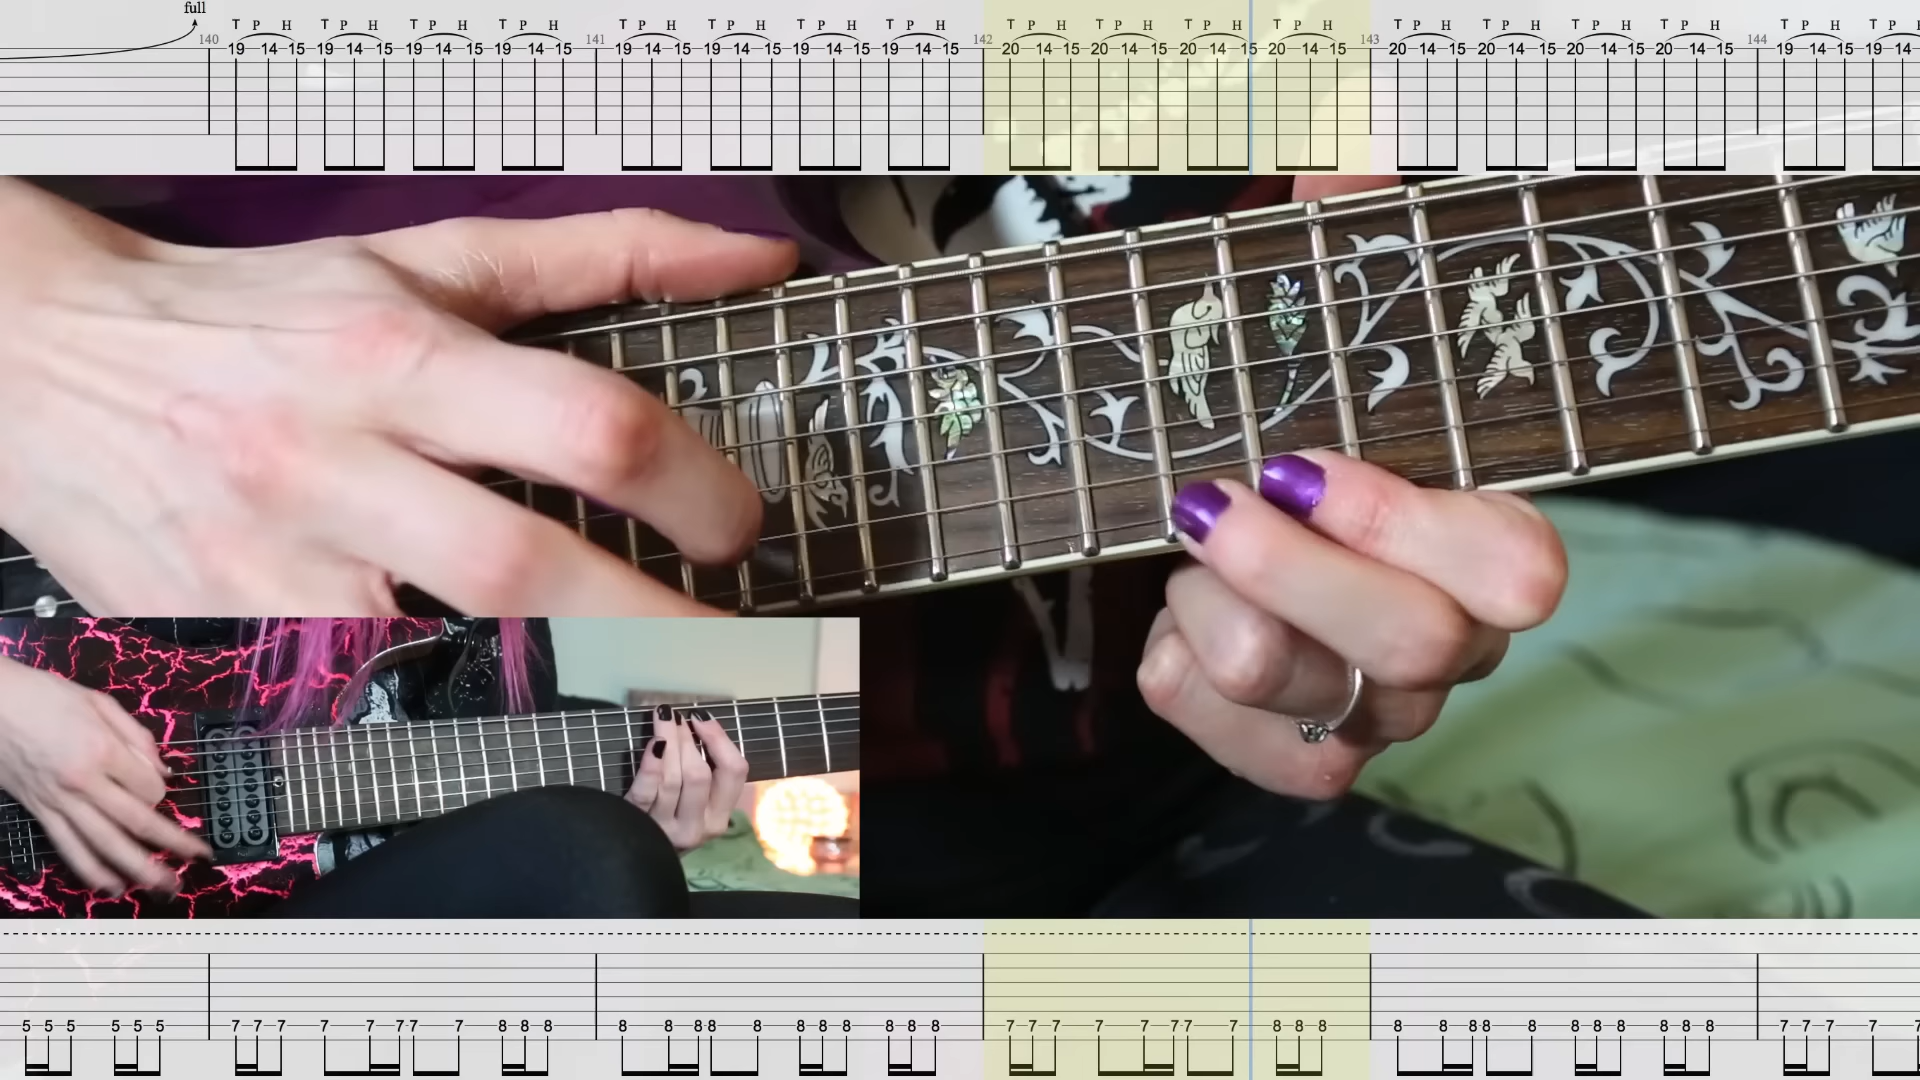 full
T P H T P H T P H T P H T P H T P H T P H T P H T P H T P H T P H T P H T P H T P H T P H T P H T P H T P H
140 19 14 15 19 14 15 19 14 15 19 14 15 141 19 14 15 19 14 15 19 14 15 19 14 15 142 20 14 15 20 14 15 20 14 15 20 14 15 143 20 14 15 20 14 15 20 14 15 20 14 15 144 19 14 15 19 14
5 5 5 5 5 5 7 7 7 7 7 7 7 7 8 8 8 8 8 8 8 8 8 8 8 8 8 8 7 7 7 7 7 7 7 7 8 8 8 8 8 8 8 8 8 8 8 8 8 8 7 7 7 7 7